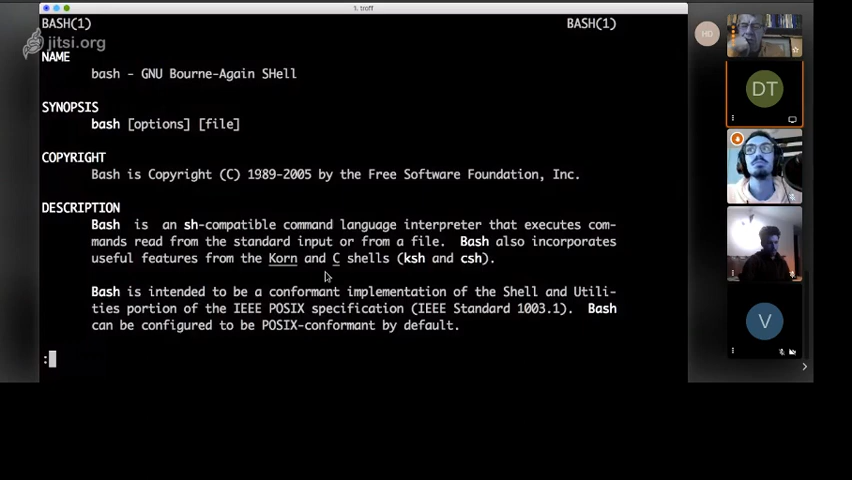 1. troff
BASH(1) BASH(1)
jitsi.org
NAME
bash - GNU Bourne-Again SHell
SYNOPSIS
bash [options] [file]
COPYRIGHT
Bash is Copyright (C) 1989-2005 by the Free Software Foundation, Inc.
DESCRIPTION
Bash is an sh-compatible command language interpreter that executes com-
mands read from the standard input or from a file. Bash also incorporates
useful features from the Korn and C shells (ksh and csh).
Bash is intended to be a conformant implementation of the Shell and Utili-
ties portion of the IEEE POSIX specification (IEEE Standard 1003.1). Bash
can be configured to be POSIX-conformant by default.
:
HD
DT
V